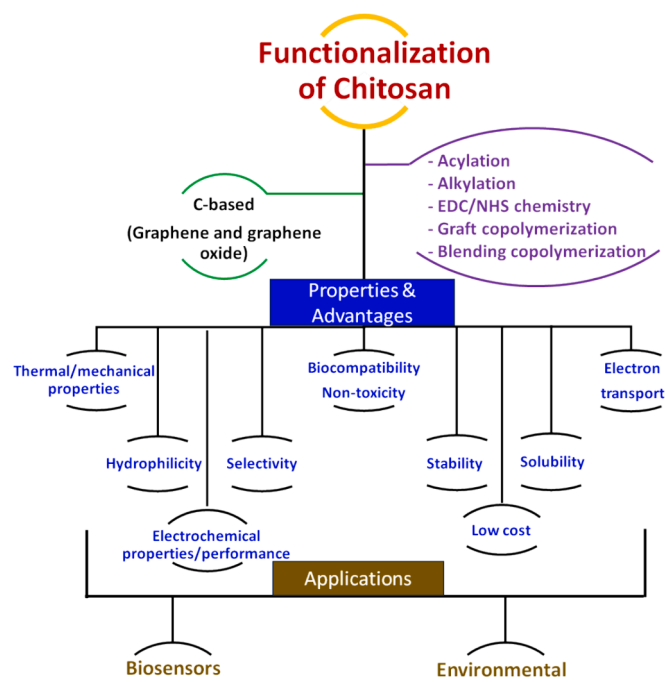 Functionalization
of Chitosan
- Acylation
- Alkylation
- EDC/NHS chemistry
- Graft copolymerization
- Blending copolymerization
C-based
(Graphene and graphene
oxide)
Properties &
Advantages
Thermal/mechanical
properties
Biocompatibility
Non-toxicity
Electron
transport
Hydrophilicity
Selectivity
Stability
Solubility
Electrochemical
properties/performance
Low cost
Applications
Biosensors
Environmental